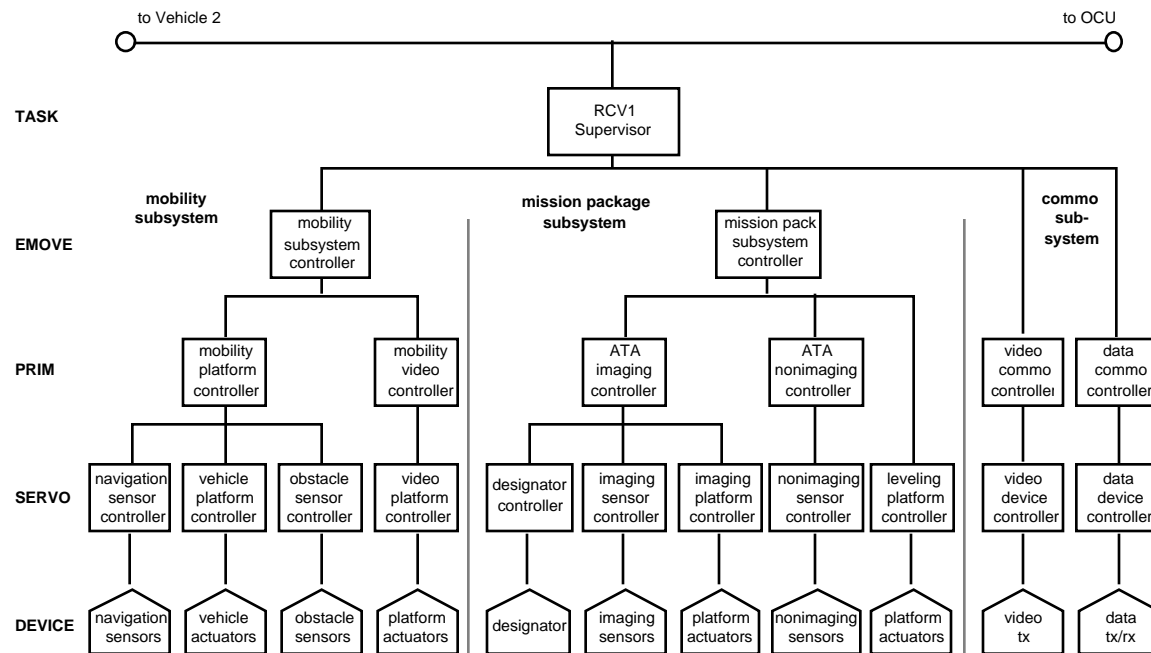 to Vehicle 2
to OCU
TASK
RCV1
Supervisor
mobility
subsystem
mission package
subsystem
commo
sub-
system
EMOVE
mobility
subsystem
controller
mission pack
subsystem
controller
PRIM
mobility
platform
controller
mobility
video
controller
ATA
imaging
controller
ATA
nonimaging
controller
video
commo
controller
data
commo
controller
SERVO
navigation
sensor
controller
vehicle
platform
controller
obstacle
sensor
controller
video
platform
controller
designator
controller
imaging
sensor
controller
imaging
platform
controller
nonimaging
sensor
controller
leveling
platform
controller
video
device
controller
data
device
controller
DEVICE
navigation
sensors
vehicle
actuators
obstacle
sensors
platform
actuators
designator
imaging
sensors
platform
actuators
nonimaging
sensors
platform
actuators
video
tx
data
tx/rx